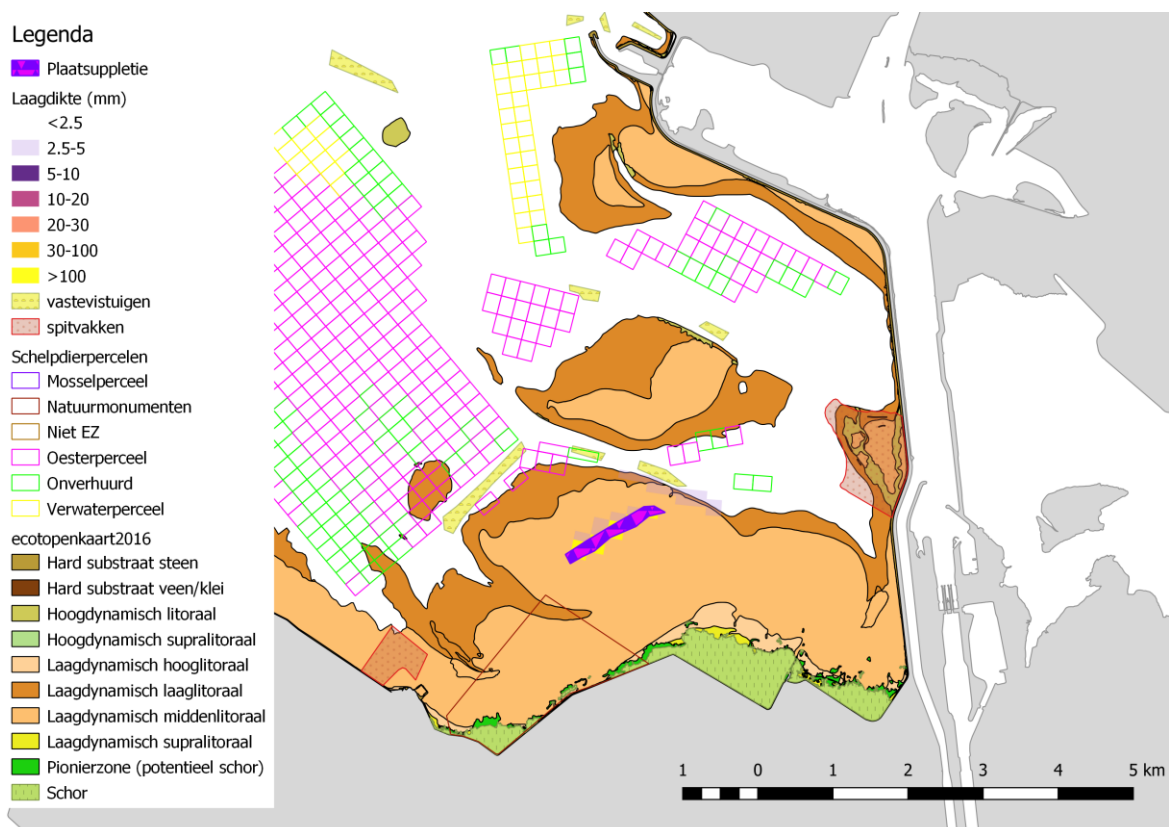 Legenda
Plaatsuppletie
Laagdikte (mm)
<2.5
2.5-5
5-10
10-20
20-30
30-100
>100
vastevistuigen
spitvakken
Schelpdierpercelen
Mosselperceel
Natuurmonumenten
Niet EZ
Oesterperceel
Onverhuurd
Verwaterperceel
ecotopenkaart2016
Hard substraat steen
Hard substraat veen/klei
Hoogdynamisch litoraal
Hoogdynamisch supralitoraal
Laagdynamisch hooglitoraal
Laagdynamisch laaglitoraal
Laagdynamisch middenlitoraal
Laagdynamisch supralitoraal
Pionierzone (potentieel schor)
Schor
1 0 1 2 3 4 5 km